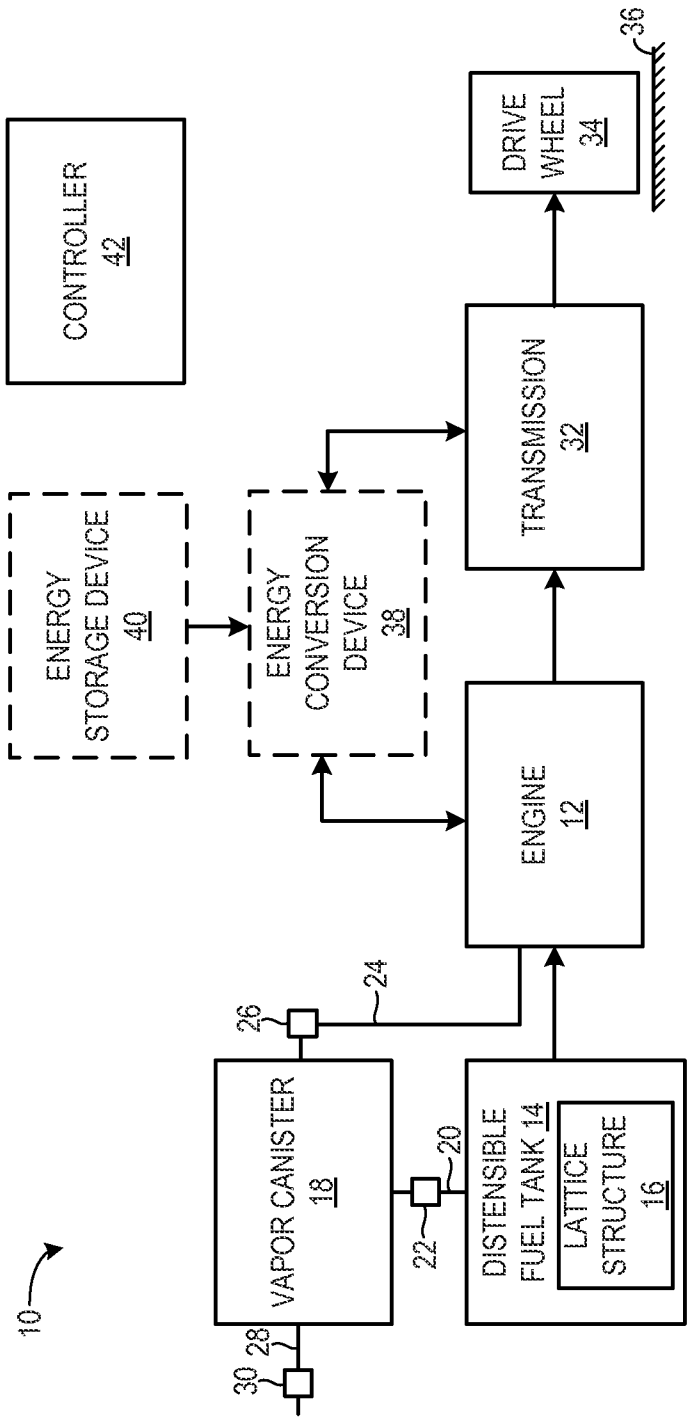 10
30
28
VAPOR CANISTER
18
26
24
22
20
DISTENSIBLE
FUEL TANK 14
LATTICE
STRUCTURE
16
ENGINE
12
ENERGY
STORAGE DEVICE
40
ENERGY
CONVERSION
DEVICE
38
CONTROLLER
42
TRANSMISSION
32
DRIVE
WHEEL
34
36